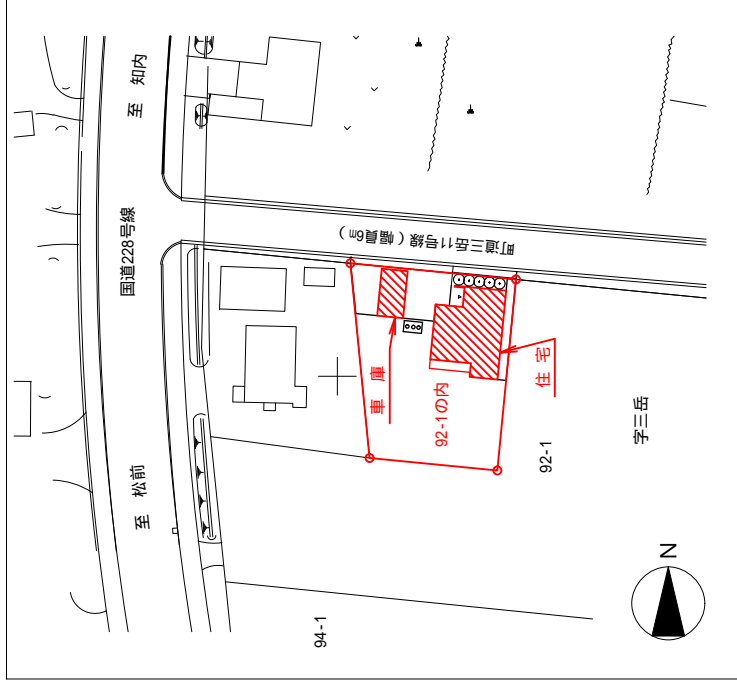 至 知内
国道228号線
至 松前
町道三岳11号線（幅員6m）
車庫
92-1の内
住宅
92-1
字三岳
94-1
N